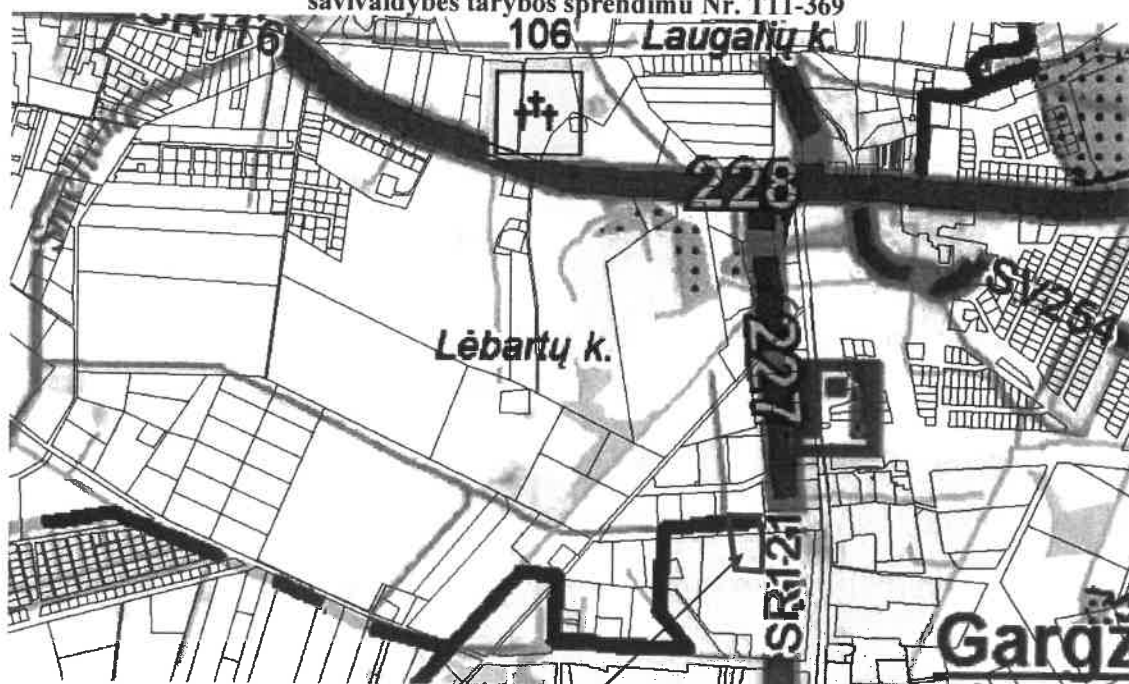 savivaldybės tarybos sprendimu Nr. T11-369
106
Laugalių k.
228
SV254
Lėbartų k.
227
SR121
Gargž